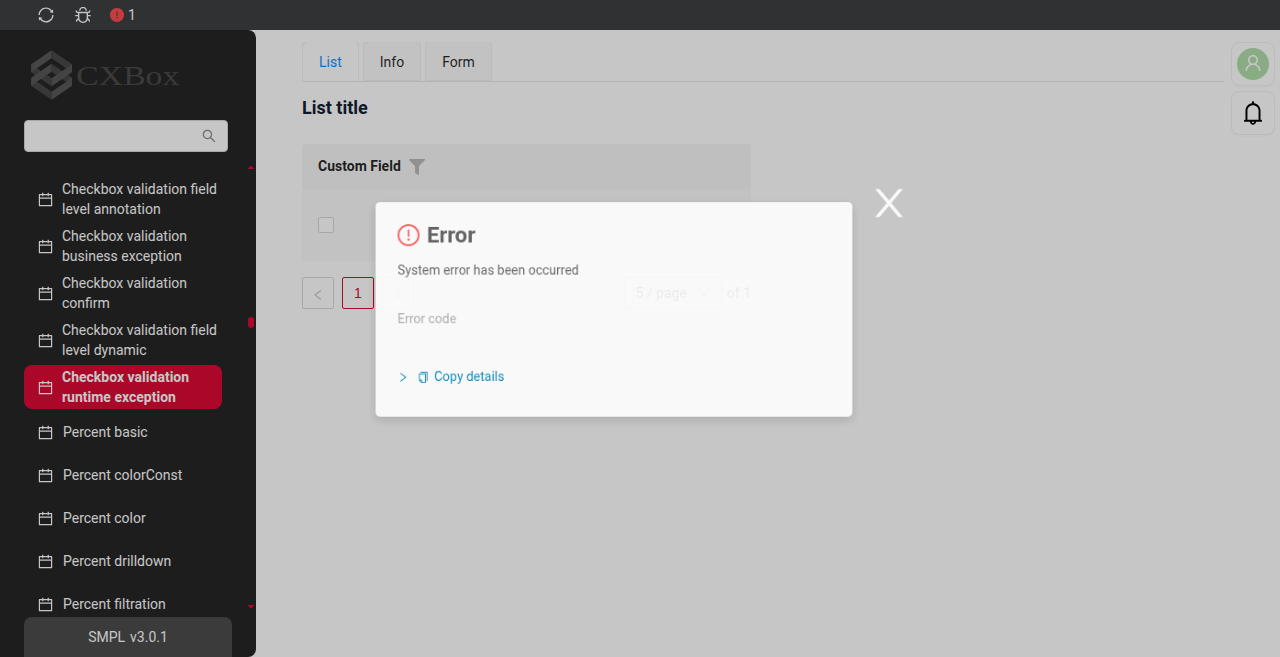 1
CXBox
List
Info
Form
List title
Custom Field
Checkbox validation field
level annotation
Checkbox validation
business exception
Checkbox validation
confirm
Checkbox validation field
level dynamic
Checkbox validation
runtime exception
Percent basic
Percent colorConst
Percent color
Percent drilldown
Percent filtration
SMPL v3.0.1
Error
System error has been occurred
1
5 / page
of 1
Error code
Copy details